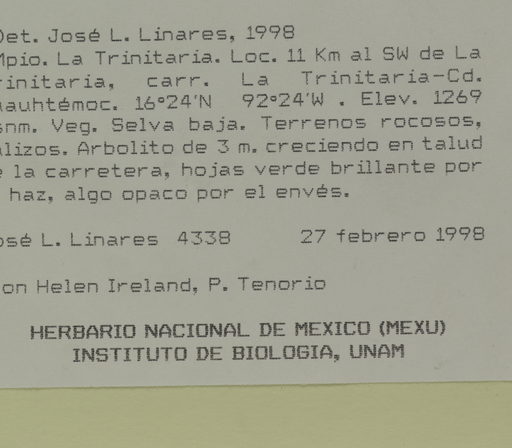 Det. José L. Linares, 1998
Mpio. La Trinitaria. Loc. 11 Km al SW de La
rinitaria, carr. La Trinitaria-Cd.
uauhtémoc. 16°24'N 92°24'W . Elev. 1269
snm. Veg. Selva baja. Terrenos rocosos,
alizos. Arbolito de 3 m. creciendo en talud
e la carretera, hojas verde brillante por
haz, algo opaco por el envés.
osé L. Linares 4338 27 febrero 1998
on Helen Ireland, P. Tenorio
HERBARIO NACIONAL DE MEXICO (MEXU)
INSTITUTO DE BIOLOGIA, UNAM